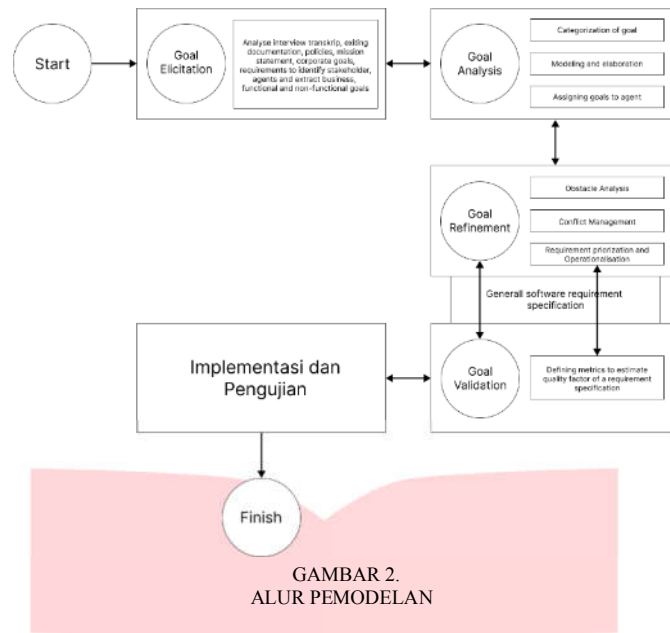 Start
Goal
Elicitation
Analyse interview transkrip, exiting
documentation, policies, mission
statement, corporate goals,
requirements to identify stakeholder,
agents and extract business,
functional and non-functional goals
Goal
Analysis
Categorization of goal
Modeling and elaboration
Assigning goals to agent
Goal
Refinement
Obstacle Analysis
Conflict Management
Requirement priorization and
Operationalisation
Generall software requirement
specification
Implementasi dan
Pengujian
Goal
Validation
Defining metrics to estimate
quality factor of a requirement
specification
Finish
GAMBAR 2.
ALUR PEMODELAN